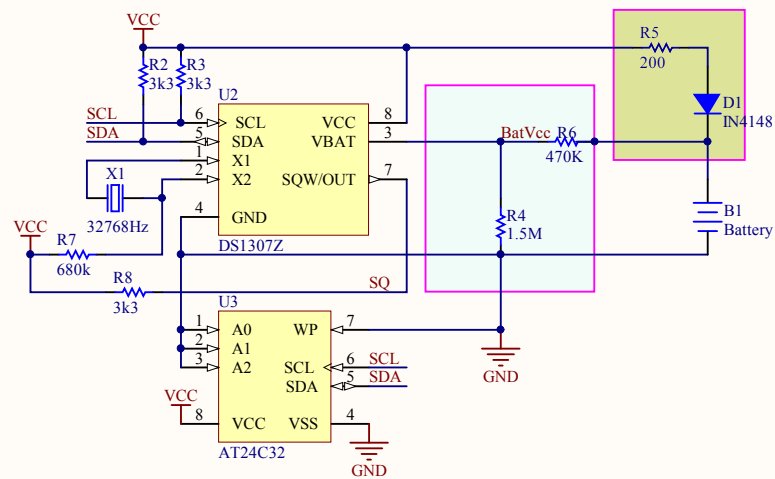 VCC
R2
3k3
R3
3k3
R5
200
D1
IN4148
SCL
SDA
U2
6
5
1
2
4
SCL
SDA
X1
X2
GND
VCC
VBAT
SQW/OUT
8
3
7
DS1307Z
X1
32768Hz
BatVcc
R6
470K
R4
1.5M
B1
Battery
VCC
R7
680k
R8
3k3
SQ
U3
1
2
3
8
A0
A1
A2
VCC
WP
SCL
SDA
VSS
7
6
5
4
SCL
SDA
VCC
AT24C32
GND
GND